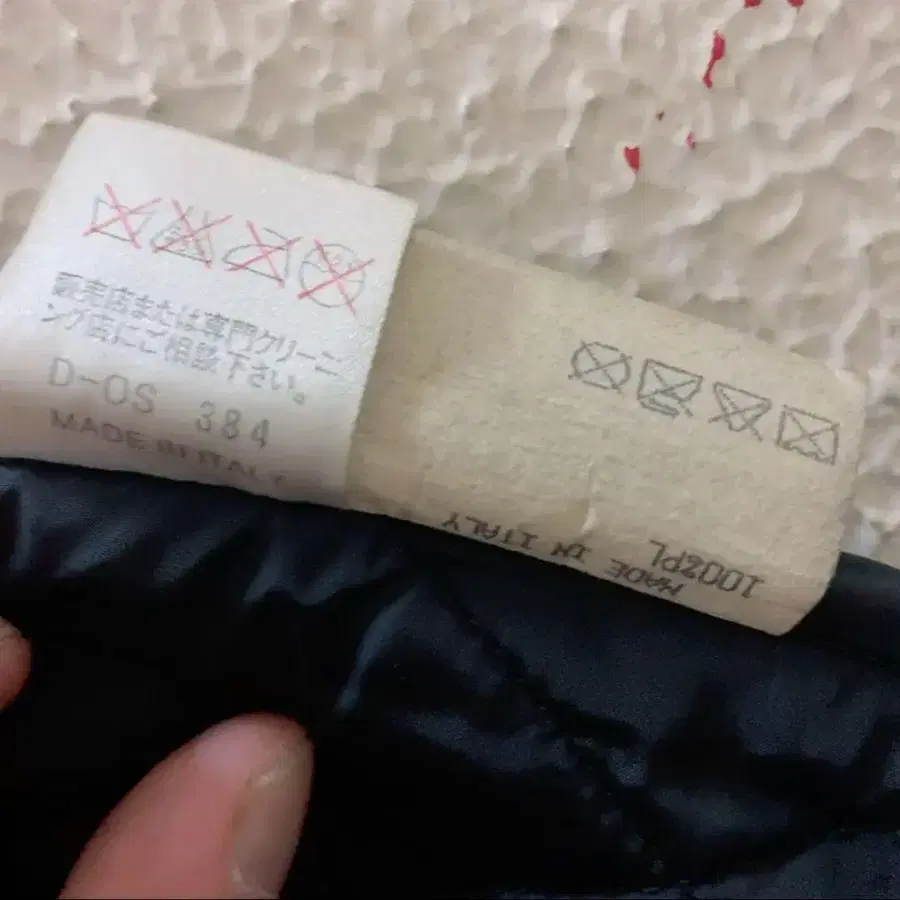 販売店または専門クリーニ
ング店にご相談下さい。
D-OS 384
MADE IN ITALY
100%PL
MADE IN ITALY